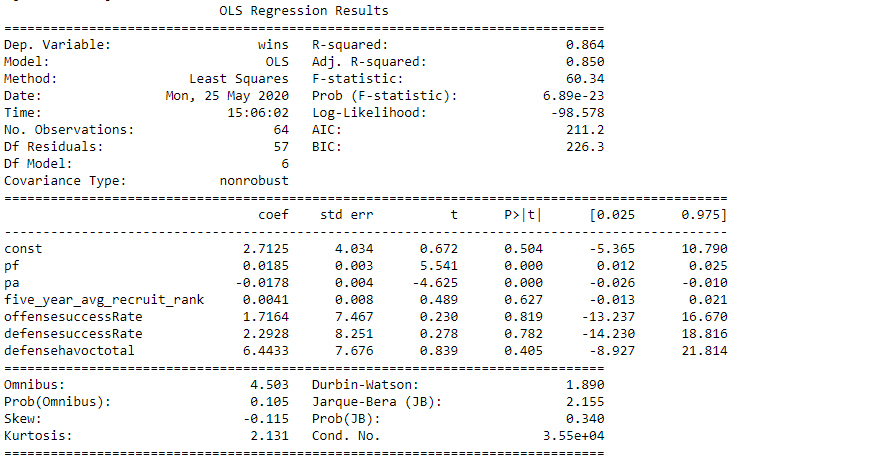 OLS Regression Results
==============================================================================
Dep. Variable: wins R-squared: 0.864
Model: OLS Adj. R-squared: 0.850
Method: Least Squares F-statistic: 60.34
Date: Mon, 25 May 2020 Prob (F-statistic): 6.89e-23
Time: 15:06:02 Log-Likelihood: -98.578
No. Observations: 64 AIC: 211.2
Df Residuals: 57 BIC: 226.3
Df Model: 6
Covariance Type: nonrobust
==============================================================================================
coef std err t P>|t| [0.025 0.975]
----------------------------------------------------------------------------------------------
const 2.7125 4.034 0.672 0.504 -5.365 10.790
pf 0.0185 0.003 5.541 0.000 0.012 0.025
pa -0.0178 0.004 -4.625 0.000 -0.026 -0.010
five_year_avg_recruit_rank 0.0041 0.008 0.489 0.627 -0.013 0.021
offensesuccessRate 1.7164 7.467 0.230 0.819 -13.237 16.670
defensesuccessRate 2.2928 8.251 0.278 0.782 -14.230 18.816
defensehavoctotal 6.4433 7.676 0.839 0.405 -8.927 21.814
==============================================================================
Omnibus: 4.503 Durbin-Watson: 1.890
Prob(Omnibus): 0.105 Jarque-Bera (JB): 2.155
Skew: -0.115 Prob(JB): 0.340
Kurtosis: 2.131 Cond. No. 3.55e+04
==============================================================================